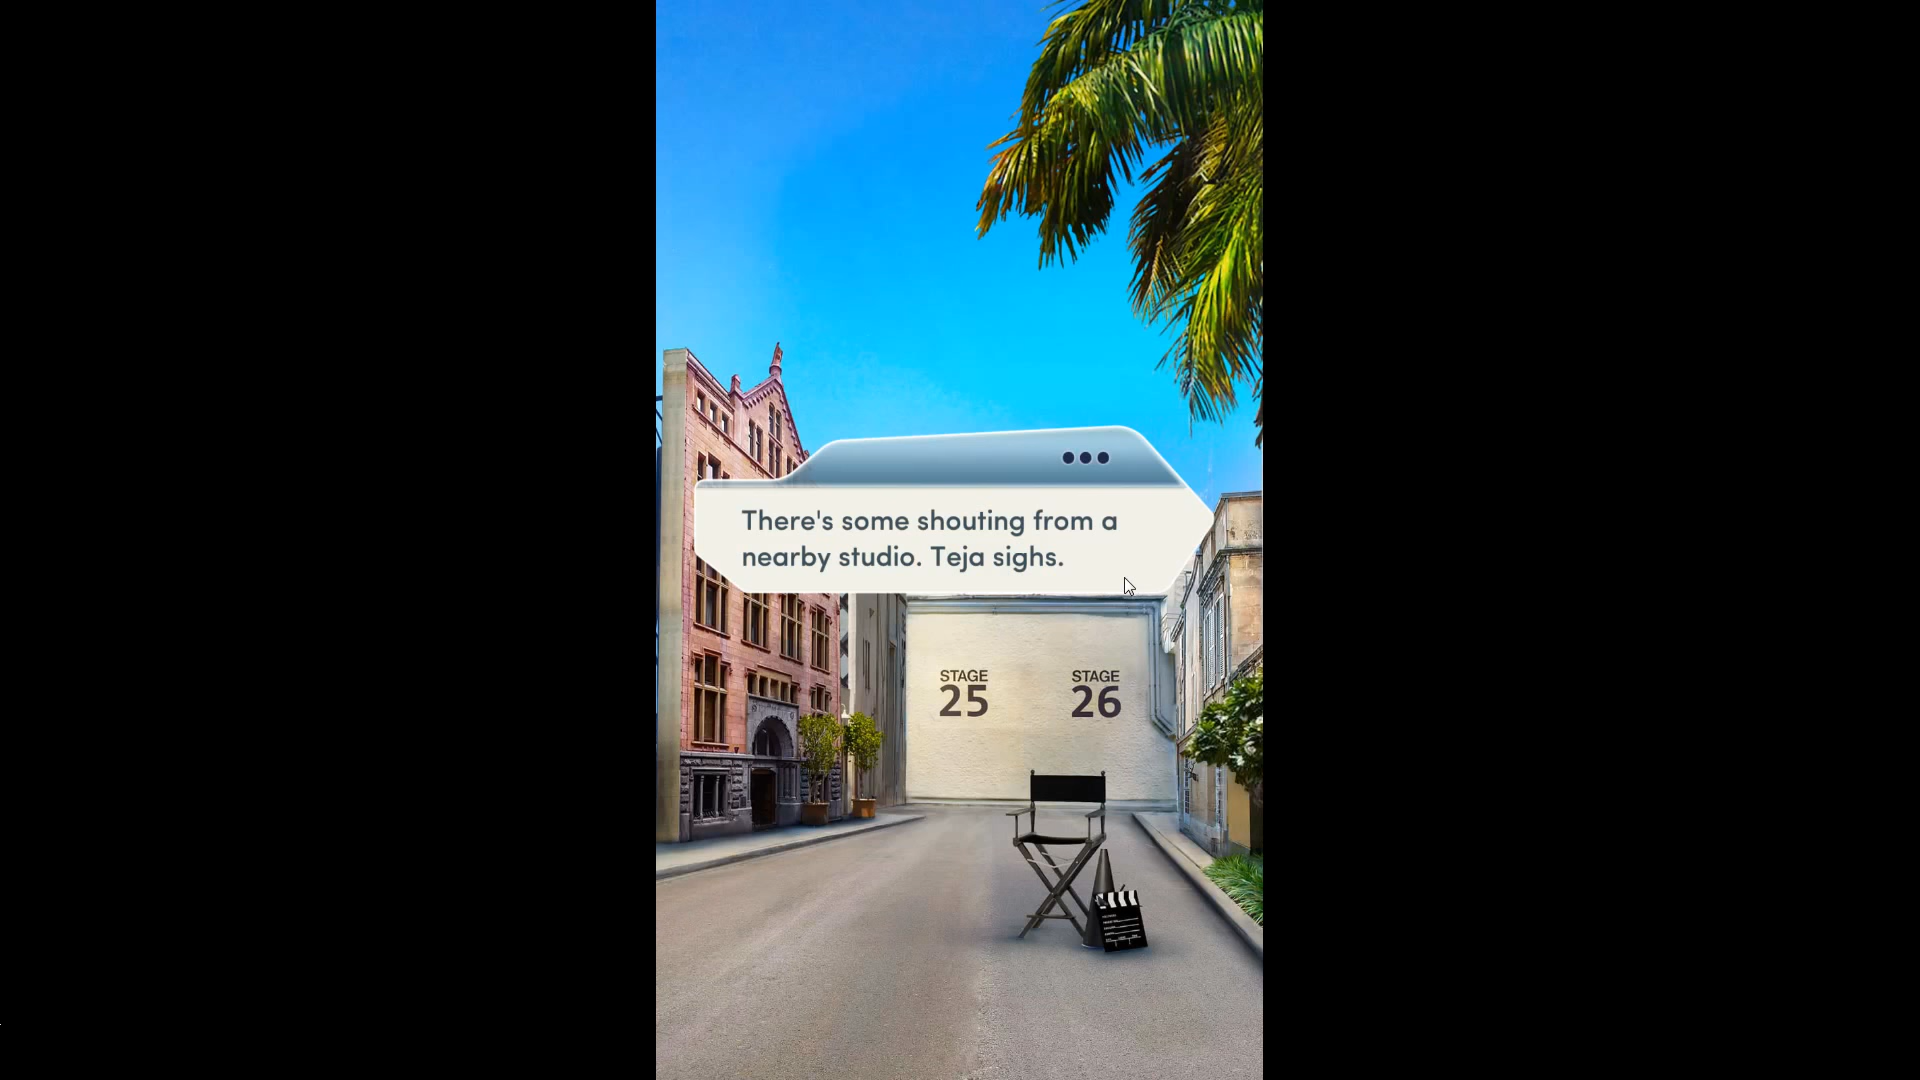 There's some shouting from a
nearby studio. Teja sighs.
STAGE STAGE
25 26